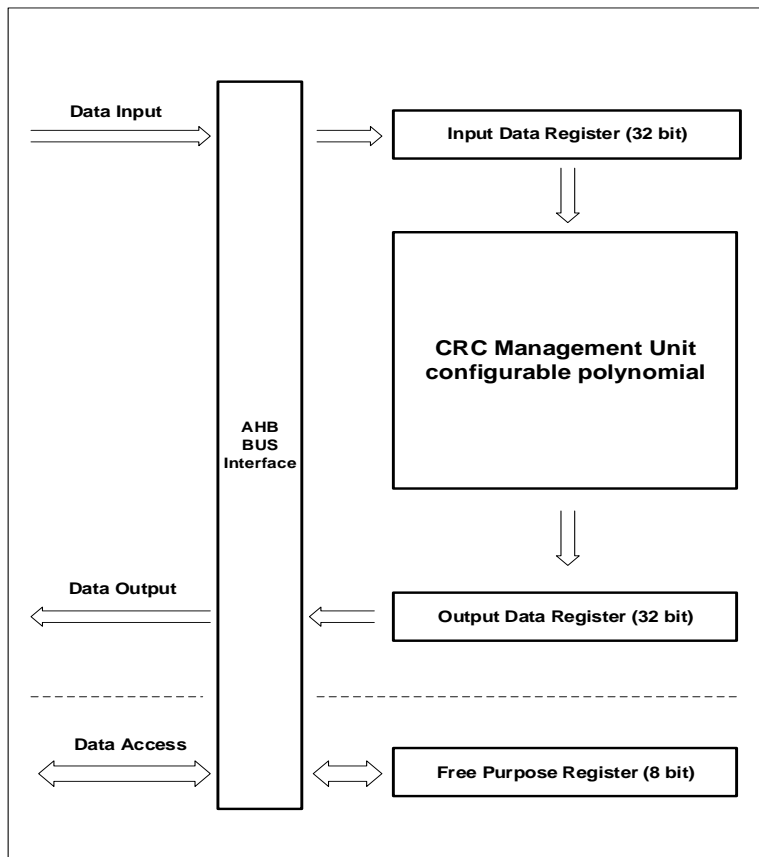 Data Input
Input Data Register (32 bit)
CRC Management Unit
configurable polynomial
AHB
BUS
Interface
Data Output
Output Data Register (32 bit)
Data Access
Free Purpose Register (8 bit)